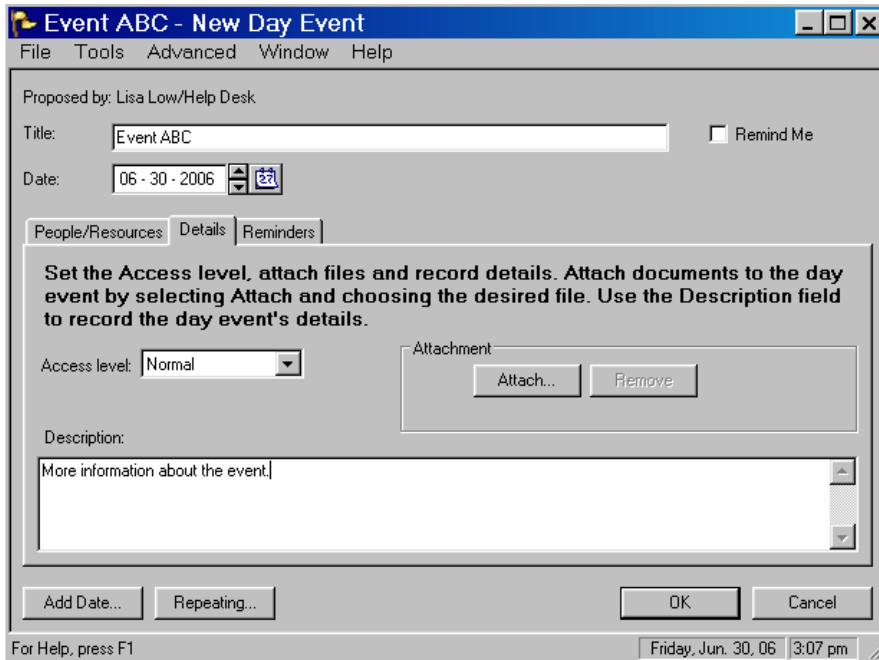 Event ABC - New Day Event
File Tools Advanced Window Help
Proposed by: Lisa Low/Help Desk
Title: Event ABC Remind Me
Date: 06 - 30 - 2006 27
People/Resources Details Reminders
Set the Access level, attach files and record details. Attach documents to the day
event by selecting Attach and choosing the desired file. Use the Description field
to record the day event's details.
Attachment
Access level: Normal
Attach... Remove
Description:
More information about the event.
Add Date... Repeating... OK Cancel
For Help, press F1 Friday, Jun. 30, 06 3:07 pm